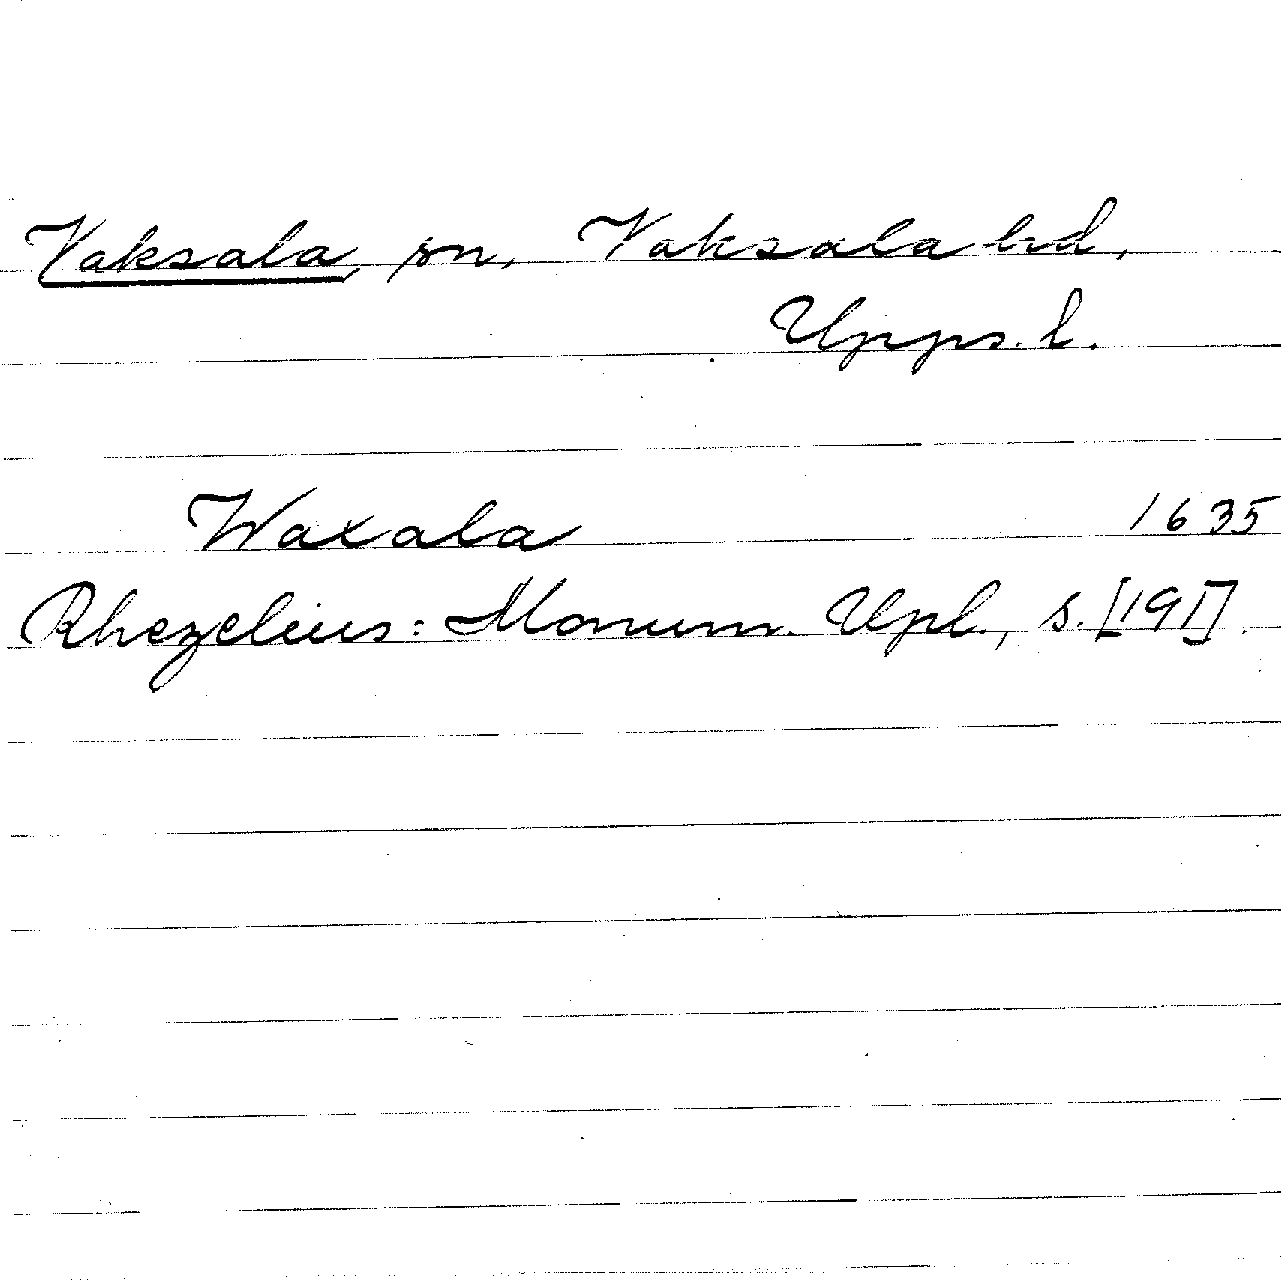 Vaksala, sn, Vaksala hd,
Upps. l.
Waxala 1635
Rhezelius: Monum. Upl., s. [191].